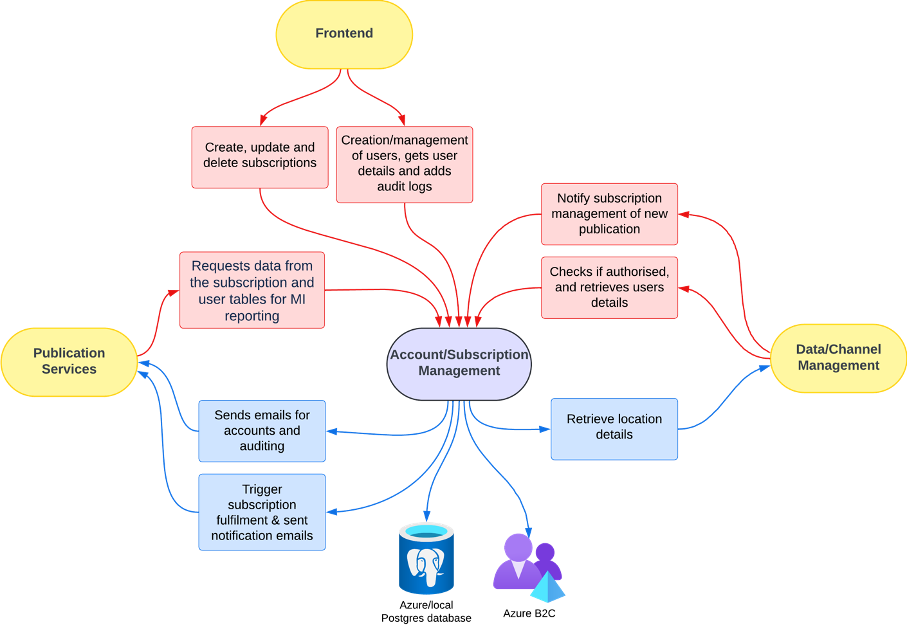 Frontend
Create, update and
delete subscriptions
Creation/management
of users, gets user
details and adds
audit logs
Notify subscription
management of new
publication
Requests data from
the subscription and
user tables for MI
reporting
Checks if authorised,
and retrieves users
details
Publication
Services
Account/Subscription
Management
Data/Channel
Management
Sends emails for
accounts and
auditing
Retrieve location
details
Trigger
subscription
fulfilment & sent
notification emails
Azure/local
Postgres database
Azure B2C